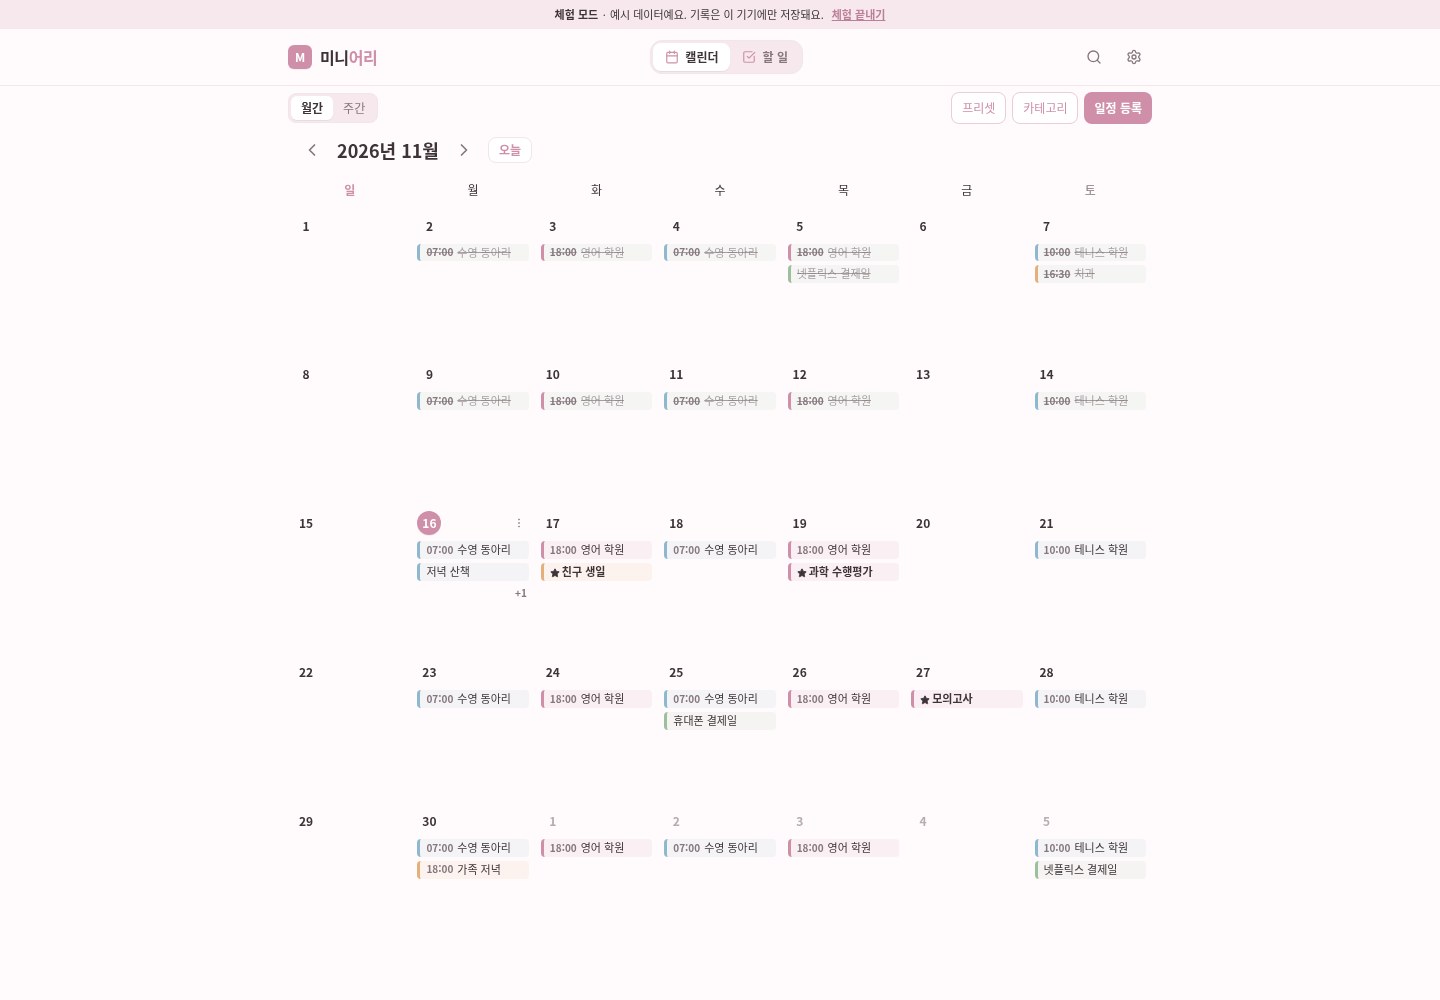 체험 모드 · 예시 데이터예요. 기록은 이 기기에만 저장돼요. 체험 끝내기
M 미니어리
캘린더 할 일
월간 주간
프리셋 카테고리 일정 등록
2026년 11월 오늘
일 월 화 수 목 금 토
1 2 3 4 5 6 7
07:00 수영 동아리 18:00 영어 학원 07:00 수영 동아리 18:00 영어 학원 10:00 테니스 학원
넷플릭스 결제일 16:30 치과
8 9 10 11 12 13 14
07:00 수영 동아리 18:00 영어 학원 07:00 수영 동아리 18:00 영어 학원 10:00 테니스 학원
15 16 17 18 19 20 21
07:00 수영 동아리 18:00 영어 학원 07:00 수영 동아리 18:00 영어 학원 10:00 테니스 학원
저녁 산책 ★친구 생일 ★과학 수행평가
+1
22 23 24 25 26 27 28
07:00 수영 동아리 18:00 영어 학원 07:00 수영 동아리 18:00 영어 학원 ★모의고사 10:00 테니스 학원
휴대폰 결제일
29 30 1 2 3 4 5
07:00 수영 동아리 18:00 영어 학원 07:00 수영 동아리 18:00 영어 학원 10:00 테니스 학원
18:00 가족 저녁 넷플릭스 결제일